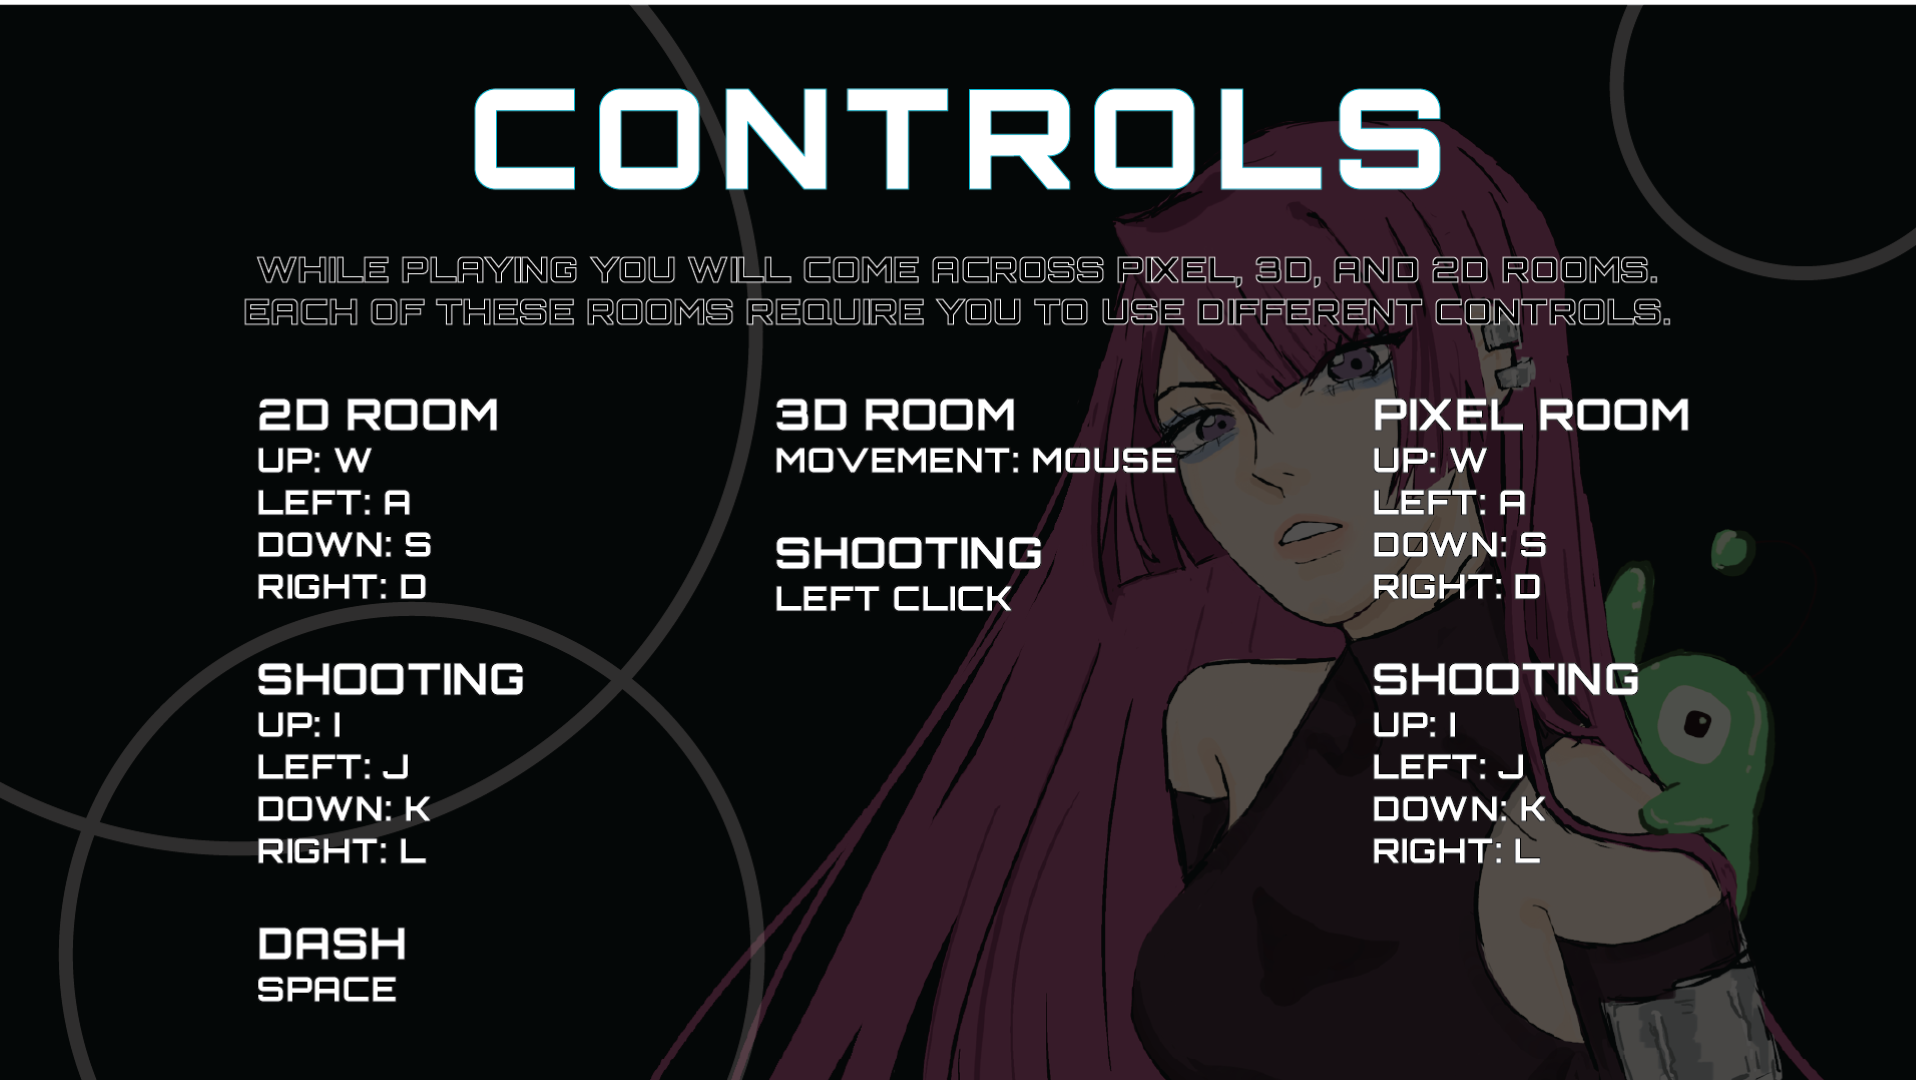 CONTROLS
WHILE PLAYING YOU WILL COME ACROSS PIXEL, 3D, AND 2D ROOMS.
EACH OF THESE ROOMS REQUIRE YOU TO USE DIFFERENT CONTROLS.
2D ROOM
UP: W
LEFT: A
DOWN: S
RIGHT: D
SHOOTING
UP: I
LEFT: J
DOWN: K
RIGHT: L
DASH
SPACE
3D ROOM
MOVEMENT: MOUSE
SHOOTING
LEFT CLICK
PIXEL ROOM
UP: W
LEFT: A
DOWN: S
RIGHT: D
SHOOTING
UP: I
LEFT: J
DOWN: K
RIGHT: L